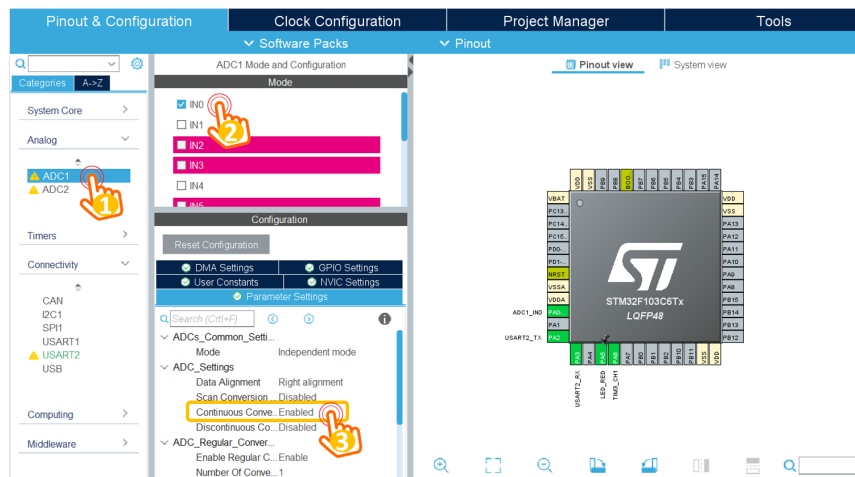 Pinout & Configuration
Clock Configuration
Project Manager
Tools
Software Packs
Pinout
ADC1 Mode and Configuration
Mode
Categories
A->Z
System Core
Analog
ADC1
ADC2
1
Timers
Connectivity
CAN
I2C1
SPI1
USART1
USART2
USB
Computing
Middleware
IN0
IN1
IN2
IN3
IN4
IN5
2
Configuration
Reset Configuration
DMA Settings
GPIO Settings
User Constants
NVIC Settings
Parameter Settings
Search (Crtl+F)
ADCs_Common_Setti...
Mode Independent mode
ADC_Settings
Data Alignment Right alignment
Scan Conversion ... Disabled
Continuous Conve... Enabled
Discontinuous Co... Disabled
3
ADC_Regular_Conver...
Enable Regular C... Enable
Number Of Conve... 1
Pinout view
System view
VDD
VSS
PB9
PB8
BOO
PB7
PB6
PB5
PB4
PB3
PA15
PA14
VBAT
PC13..
PC14..
PC15..
PD0-..
PD1-..
NRST
VSSA
VDDA
ADC1_IN0 PA0-..
PA1
USART2_TX PA2
VDD
VSS
PA13
PA12
PA11
PA10
PA9
PA8
PB15
PB14
PB13
PB12
ST
STM32F103C6Tx
LQFP48
PA3
PA4
PA5
PA6
PA7
PB0
PB1
PB2
PB10
PB11
VSS
VDD
USART2_RX
LED_RED
TIM3_CH1